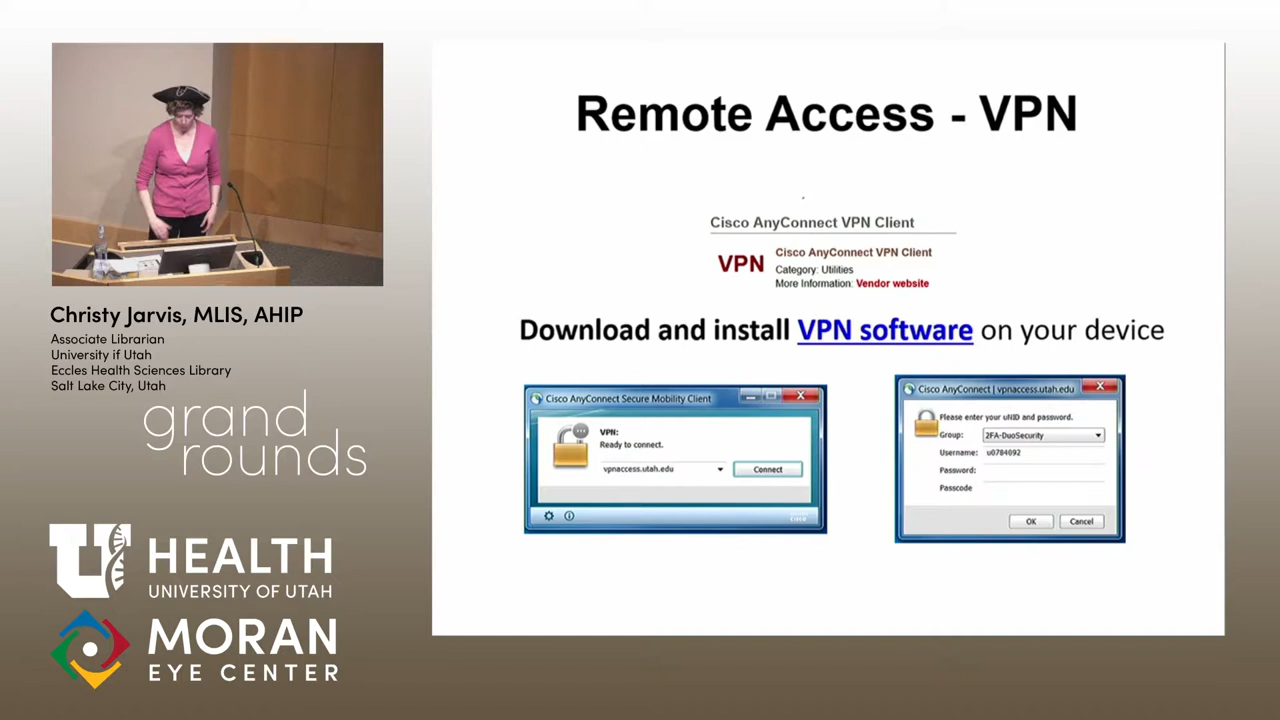 Remote Access - VPN
Cisco AnyConnect VPN Client
VPN
Cisco AnyConnect VPN Client
Category: Utilities
More Information: Vendor website
Download and install VPN software on your device
Cisco AnyConnect Secure Mobility Client
VPN:
Ready to connect.
vpnaccess.utah.edu
Connect
Cisco AnyConnect | vpnaccess.utah.edu
Please enter your uNID and password.
Group: 2FA-DuoSecurity
Username: u0784092
Password:
Passcode
OK Cancel
Christy Jarvis, MLIS, AHIP
Associate Librarian
University if Utah
Eccles Health Sciences Library
Salt Lake City, Utah
grand
rounds
U HEALTH
UNIVERSITY OF UTAH
MORAN
EYE CENTER